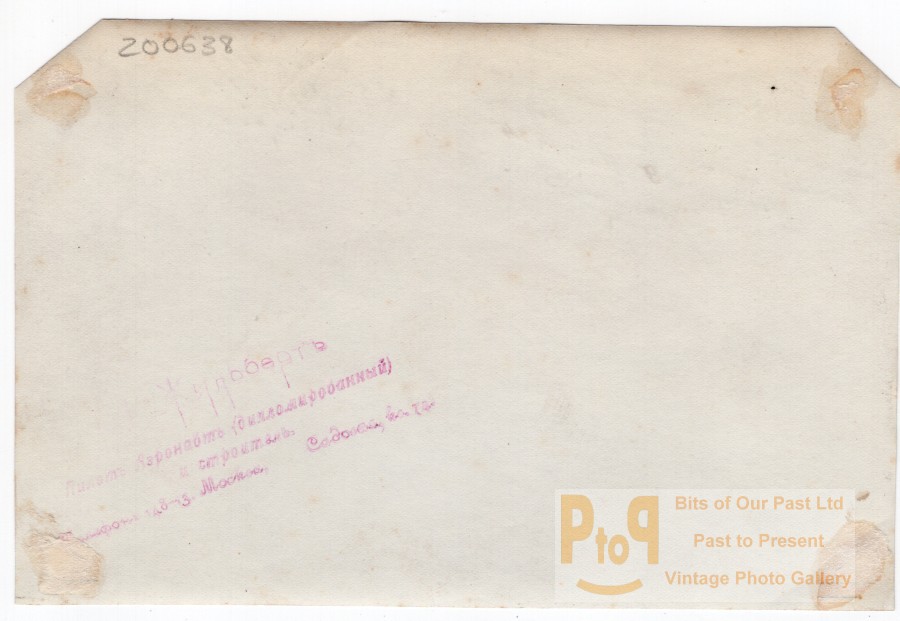 200638
Жюльбертъ
Пилотъ Аэронавтъ (дипломированный)
и строитель.
Москва, Садовая,
PtoP
Bits of Our Past Ltd
Past to Present
Vintage Photo Gallery